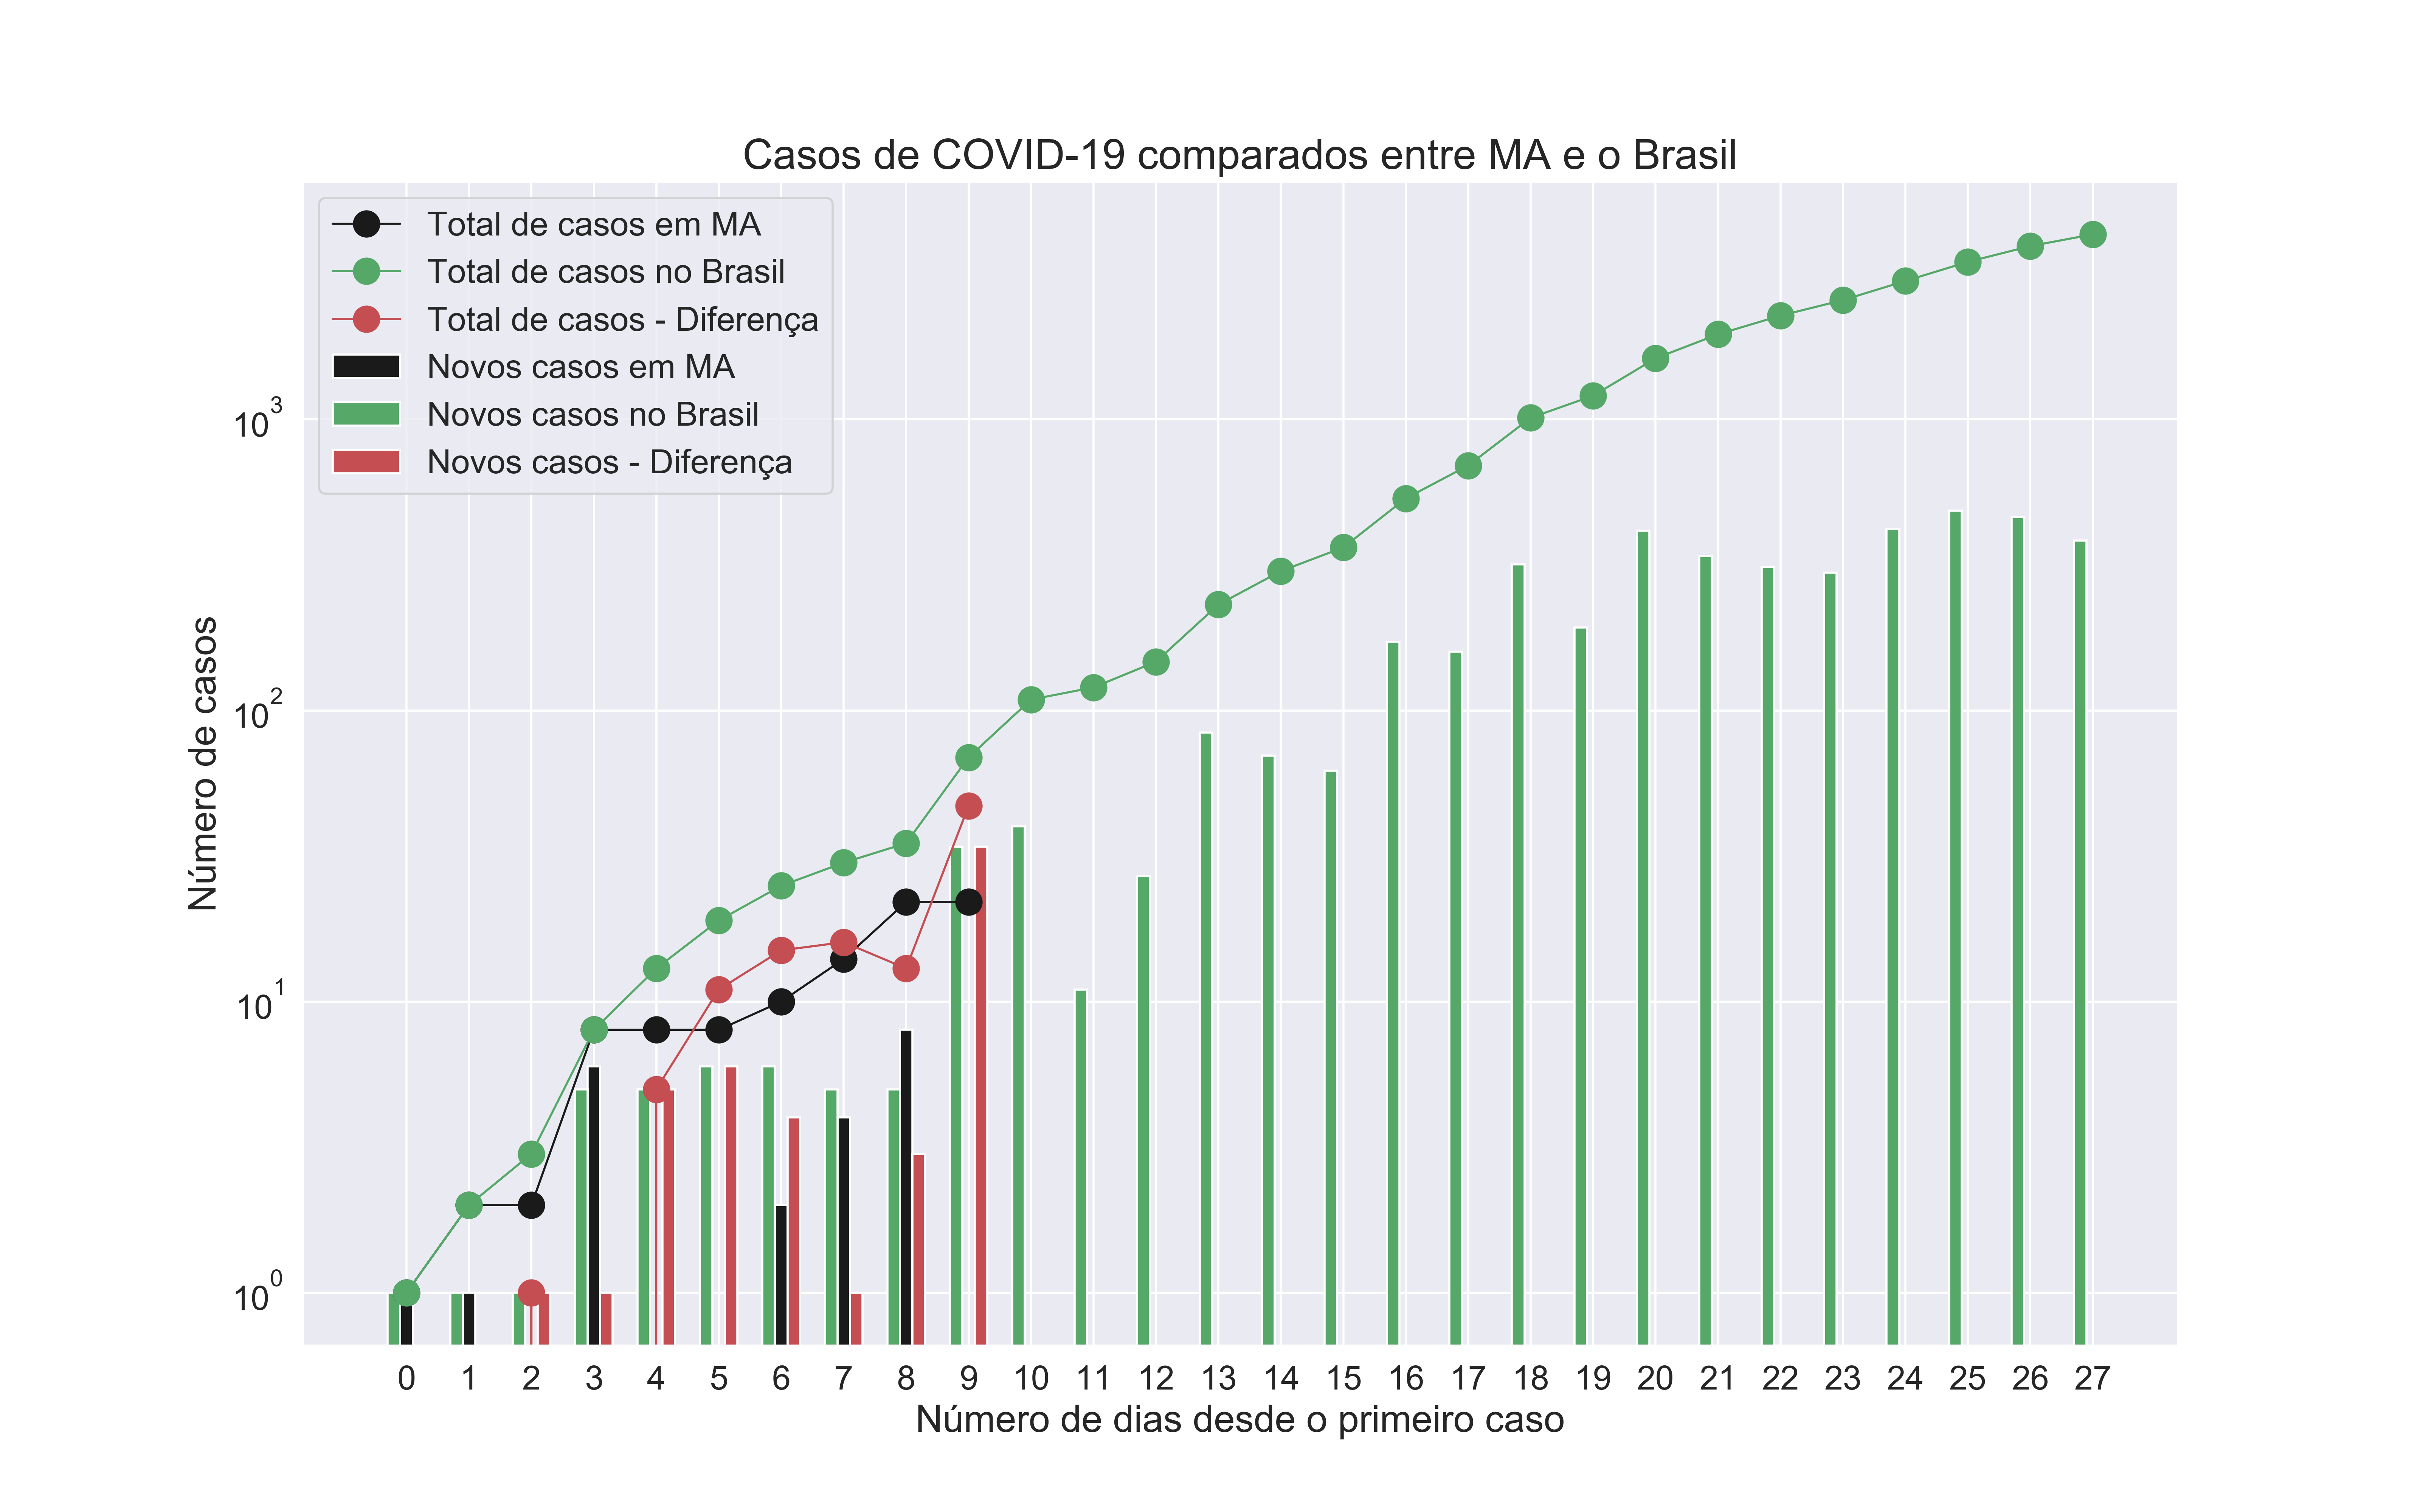 Casos de COVID-19 comparados entre MA e o Brasil
Total de casos em MA
Total de casos no Brasil
Total de casos - Diferença
Novos casos em MA
Novos casos no Brasil
Novos casos - Diferença
Número de casos
10^3
10^2
10^1
10^0
0 1 2 3 4 5 6 7 8 9 10 11 12 13 14 15 16 17 18 19 20 21 22 23 24 25 26 27
Número de dias desde o primeiro caso